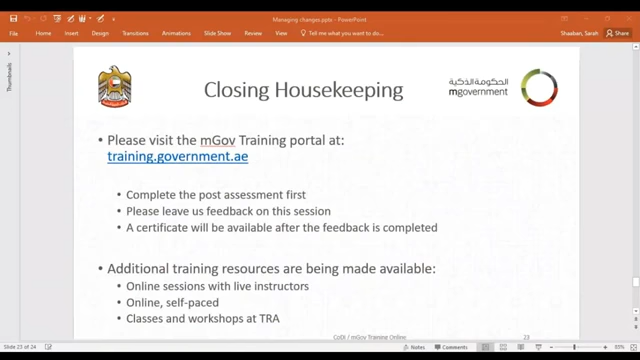 Managing changes.pptx - PowerPoint
Shaaban, Sarah
File Home Insert Design Transitions Animations Slide Show Review View Tell me what you want to do... Share
Thumbnails
Closing Housekeeping
الحكومة الذكية
mGovernment
• Please visit the mGov Training portal at:
training.government.ae
• Complete the post assessment first
• Please leave us feedback on this session
• A certificate will be available after the feedback is completed
• Additional training resources are being made available:
• Online sessions with live instructors
• Online, self-paced
• Classes and workshops at TRA
CoDI / mGov Training Online 23
Slide 23 of 24 Notes Comments